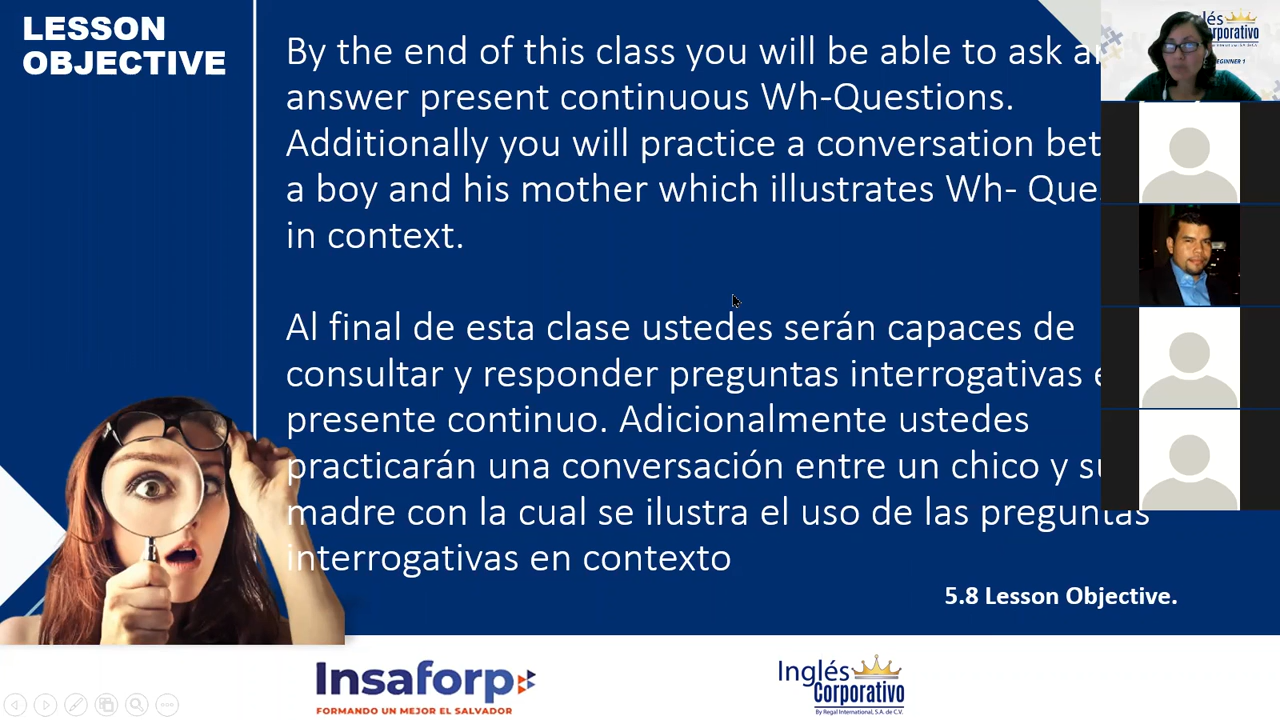 LESSON
OBJECTIVE
By the end of this class you will be able to ask
answer present continuous Wh-Questions.
Additionally you will practice a conversation
a boy and his mother which illustrates Wh-
in context.
Al final de esta clase ustedes serán capaces de
consultar y responder preguntas interrogativas
presente continuo. Adicionalmente ustedes
practicarán una conversación entre un chico y
madre con la cual se ilustra el uso de las preguntas
interrogativas en contexto
5.8 Lesson Objective.
Insaforp
FORMANDO UN MEJOR EL SALVADOR
Inglés
Corporativo
By Regal International, S.A. de C.V.